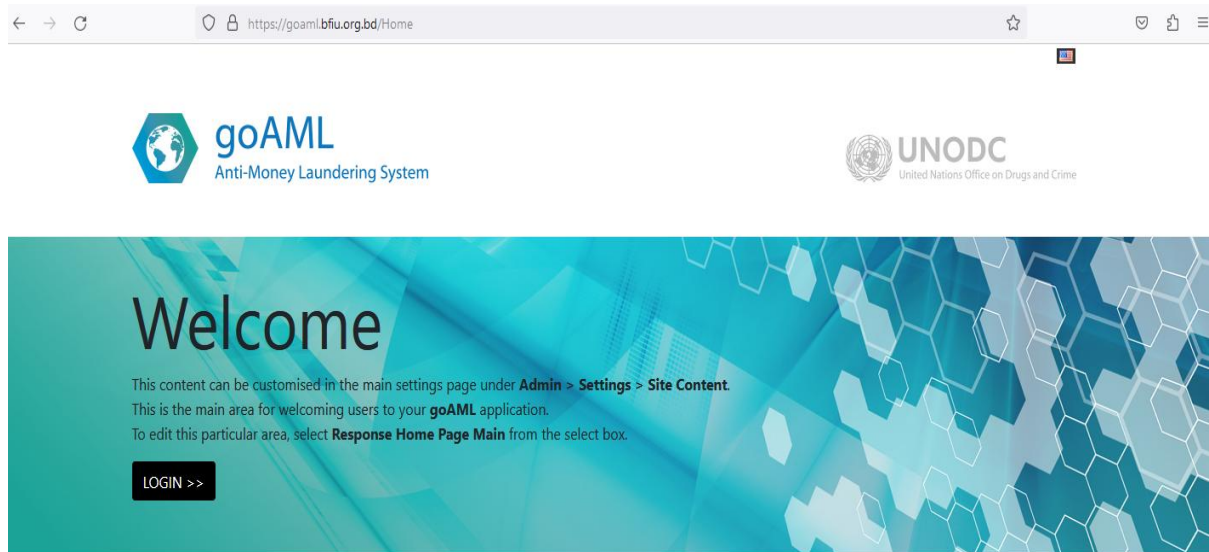 https://goaml.bfiu.org.bd/Home
goAML
Anti-Money Laundering System
UNODC
United Nations Office on Drugs and Crime
Welcome
This content can be customised in the main settings page under Admin > Settings > Site Content.
This is the main area for welcoming users to your goAML application.
To edit this particular area, select Response Home Page Main from the select box.
LOGIN >>